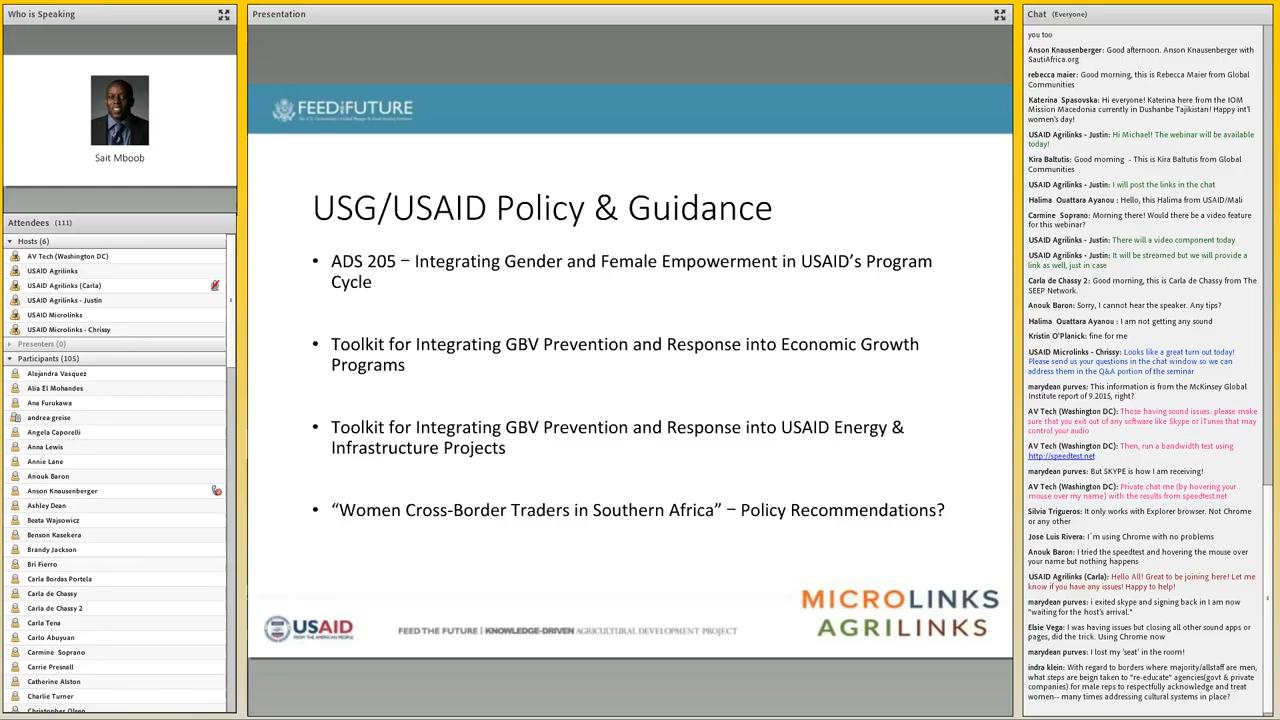 Who is Speaking
Sait Mboob
Attendees (111)
Hosts (6)
AV Tech (Washington DC)
USAID Agrilinks
USAID Agrilinks (Carla)
USAID Agrilinks - Justin
USAID Microlinks
USAID Microlinks - Chrissy
Presenters (0)
Participants (105)
Alejandra Vasquez
Alia El Mohandes
Ana Furukawa
andrea greise
Angela Caporelli
Anna Lewis
Annie Lane
Anouk Baron
Anson Knausenberger
Ashley Dean
Beata Wajsowicz
Benson Kasekera
Brandy Jackson
Bri Fierro
Carla Bordas Portela
Carla de Chassy
Carla de Chassy 2
Carla Tena
Carlo Abuyuan
Carmine Soprano
Carrie Presnall
Catherine Alston
Charlie Turner
Christopher Olsen
Presentation
FEED THE FUTURE
USG/USAID Policy & Guidance
• ADS 205 – Integrating Gender and Female Empowerment in USAID's Program
Cycle
• Toolkit for Integrating GBV Prevention and Response into Economic Growth
Programs
• Toolkit for Integrating GBV Prevention and Response into USAID Energy &
Infrastructure Projects
• “Women Cross-Border Traders in Southern Africa” – Policy Recommendations?
USAID
FROM THE AMERICAN PEOPLE
FEED THE FUTURE | KNOWLEDGE-DRIVEN AGRICULTURAL DEVELOPMENT PROJECT
MICROLINKS
AGRILINKS
Chat (Everyone)
you too
Anson Knausenberger: Good afternoon. Anson Knausenberger with
SautiAfrica.org
rebecca maier: Good morning, this is Rebecca Maier from Global
Communities
Katerina Spasovska: Hi everyone! Katerina here from the IOM
Mission Macedonia currently in Dushanbe Tajikistan! Happy int'l
women's day!
USAID Agrilinks - Justin: Hi Michael! The webinar will be available
today!
Kira Baltutis: Good morning - This is Kira Baltutis from Global
Communities
USAID Agrilinks - Justin: I will post the links in the chat
Halima Ouattara Ayanou : Hello, this Halima from USAID/Mali
Carmine Soprano: Morning there! Would there be a video feature
for this webinar?
USAID Agrilinks - Justin: There will a video component today
USAID Agrilinks - Justin: It will be streamed but we will provide a
link as well, just in case
Carla de Chassy 2: Good morning, this is Carla de Chassy from The
SEEP Network.
Anouk Baron: Sorry, I cannot hear the speaker. Any tips?
Halima Ouattara Ayanou : I am not getting any sound
Kristin O'Planick: fine for me
USAID Microlinks - Chrissy: Looks like a great turn out today!
Please send us your questions in the chat window so we can
address them in the Q&A portion of the seminar
marydean purves: This information is from the McKinsey Global
Institute report of 9.2015, right?
AV Tech (Washington DC): Those having sound issues: please make
sure that you exit out of any software like Skype or iTunes that may
control your audio
AV Tech (Washington DC): Then, run a bandwidth test using
http://speedtest.net
marydean purves: But SKYPE is how I am receiving!
AV Tech (Washington DC): Private chat me (by hovering your
mouse over my name) with the results from speedtest.net
Silvia Trigueros: It only works with Explorer browser. Not Chrome
or any other
Jose Luis Rivera: I´m using Chrome with no problems
Anouk Baron: I tried the speedtest and hovering the mouse over
your name but nothing happens
USAID Agrilinks (Carla): Hello All! Great to be joining here! Let me
know if you have any issues! Happy to help!
marydean purves: i exited skype and signing back in I am now
"waiting for the host's arrival."
Elsie Vega: I was having issues but closing all other sound apps or
pages, did the trick. Using Chrome now
marydean purves: I lost my 'seat' in the room!
indra klein: With regard to borders where majority/allstaff are men,
what steps are beign taken to "re-educate" agencies(govt & private
companies) for male reps to respectfully acknowledge and treat
women-- many times addressing cultural systems in place?